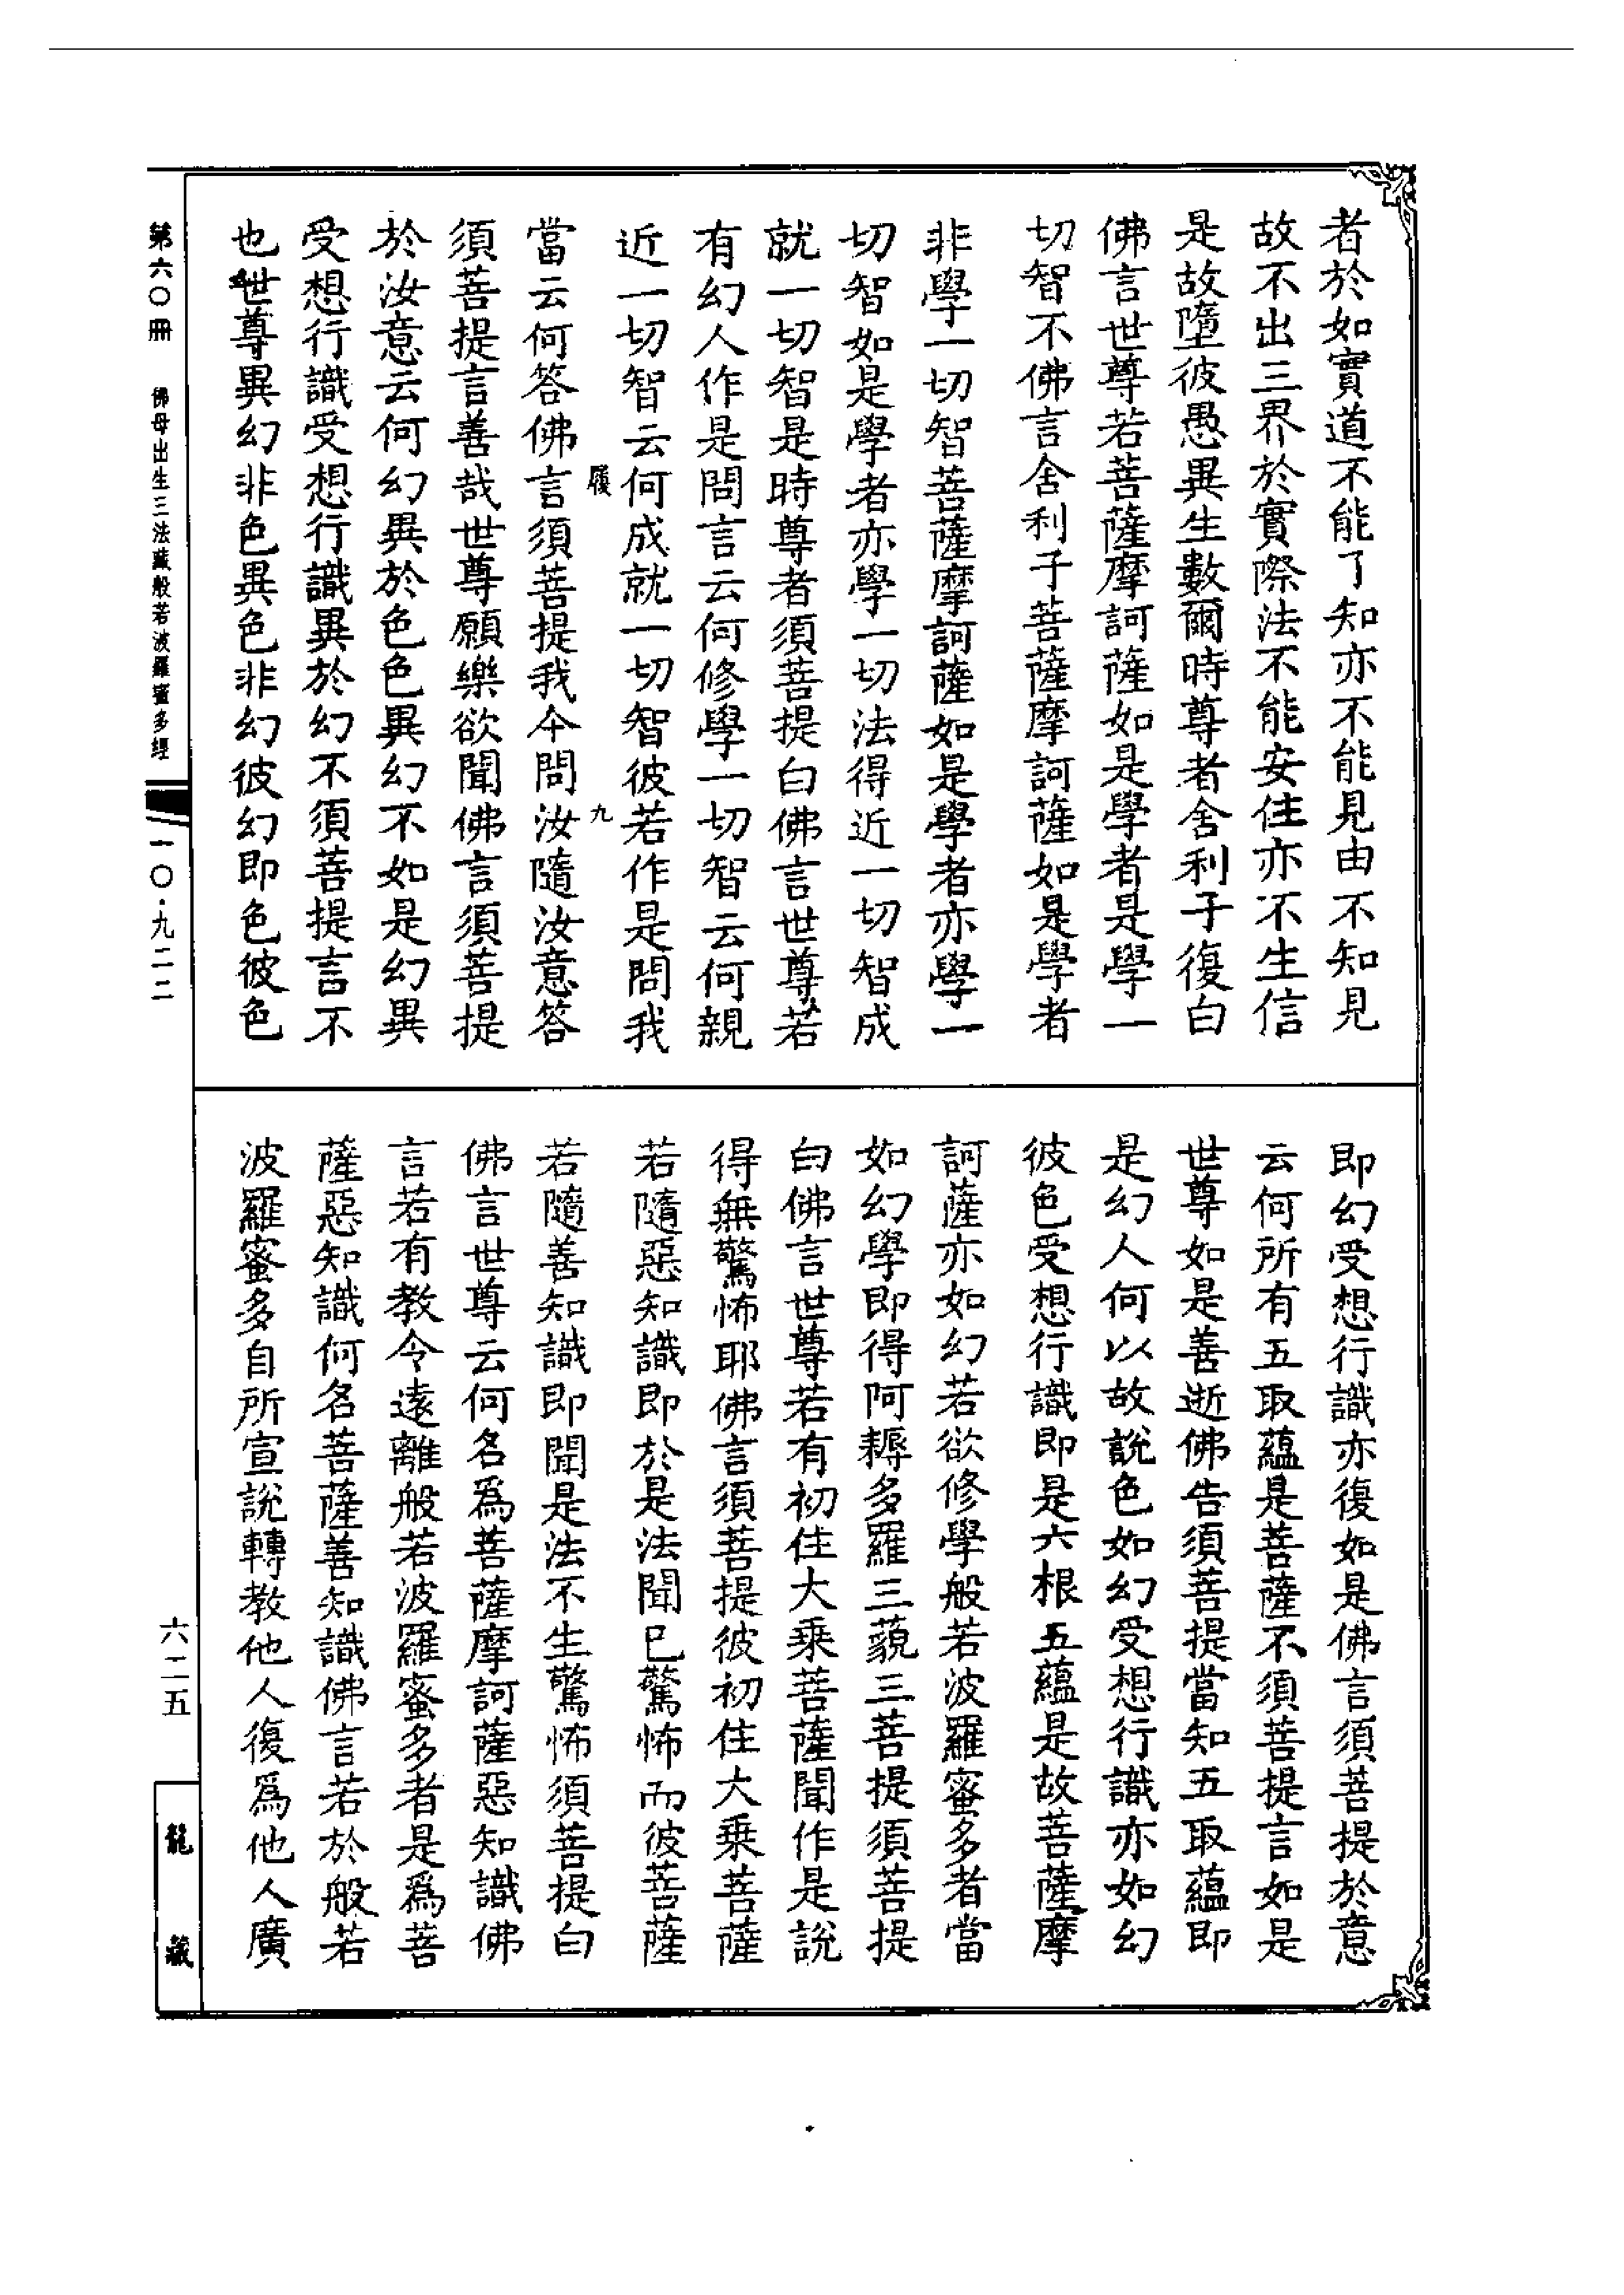 者於如實道不能了知亦不能見由不知見
故不出三界於實際法不能安住亦不生信
是故墮彼愚異生數爾時尊者舍利子復白
佛言世尊若菩薩摩訶薩如是學者是學一
切智不佛言舍利子菩薩摩訶薩如是學者
非學一切智菩薩摩訶薩如是學者亦學一
切智如是學者亦學一切法得近一切智成
就一切智是時尊者須菩提白佛言世尊若
有幻人作是問言云何修學一切智云何親
近一切智云何成就一切智彼若作是問我
履 九
當云何答佛言須菩提我今問汝隨汝意答
須菩提言善哉世尊願樂欲聞佛言須菩提
於汝意云何幻異於色色異幻不如是幻異
受想行識受想行識異於幻不須菩提言不
也世尊異幻非色異色非幻彼幻即色彼色
即幻受想行識亦復如是佛言須菩提於意
云何所有五取蘊是菩薩不須菩提言如是
世尊如是善逝佛告須菩提當知五取蘊即
是幻人何以故說色如幻受想行識亦如幻
彼色受想行識即是六根五蘊是故菩薩摩
訶薩亦如幻若欲修學般若波羅蜜多者當
如幻學即得阿耨多羅三藐三菩提須菩提
白佛言世尊若有初住大乘菩薩聞作是說
得無驚怖耶佛言須菩提彼初住大乘菩薩
若隨惡知識即於是法聞已驚怖而彼菩薩
若隨善知識即聞是法不生驚怖須菩提白
佛言世尊云何名爲菩薩摩訶薩惡知識佛
言若有教令遠離般若波羅蜜多者是爲菩
薩惡知識何名菩薩善知識佛言若於般若
波羅蜜多自所宣說轉教他人復爲他人廣
第六〇冊 佛母出生三法藏般若波羅蜜多經
一〇·九二二
六二五
龍藏